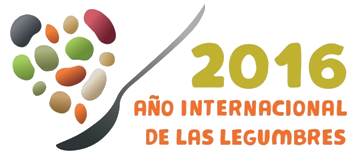 2016
AÑO INTERNACIONAL
DE LAS LEGUMBRES